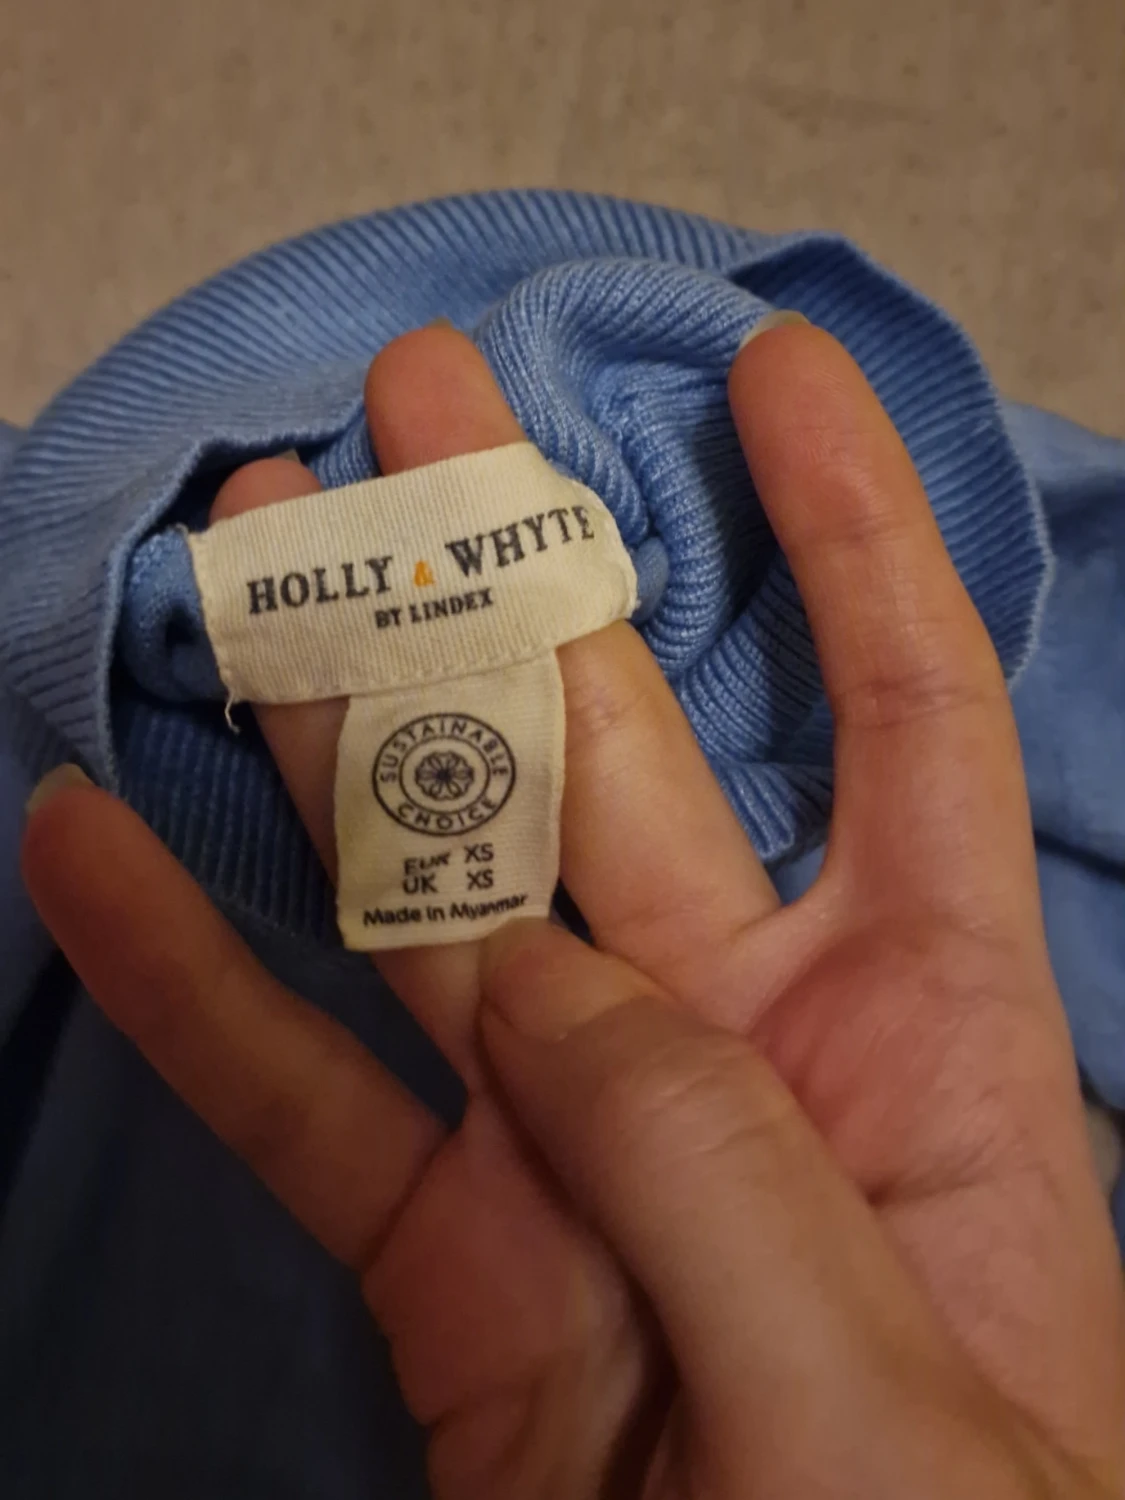 HOLLY & WHYTE
BY LINDEX
SUSTAINABLE
CHOICE
EUR XS
UK XS
Made in Myanmar